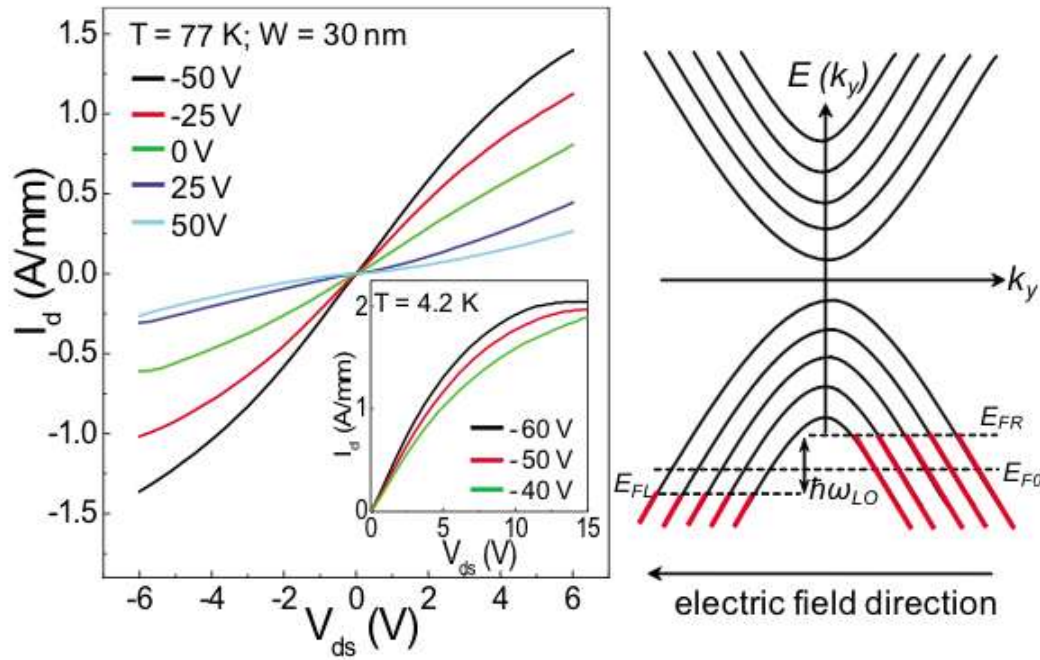 T = 77 K; W = 30 nm
-50 V
-25 V
0 V
25 V
50V
I_d (A/mm)
1.5
1.0
0.5
0.0
-0.5
-1.0
-1.5
-6 -4 -2 0 2 4 6
V_ds (V)
T = 4.2 K
I_d (A/mm)
2
1
0
-60 V
-50 V
-40 V
0 5 10 15
V_ds (V)
E (k_y)
k_y
E_FR
E_F0
E_FL
ħω_LO
electric field direction